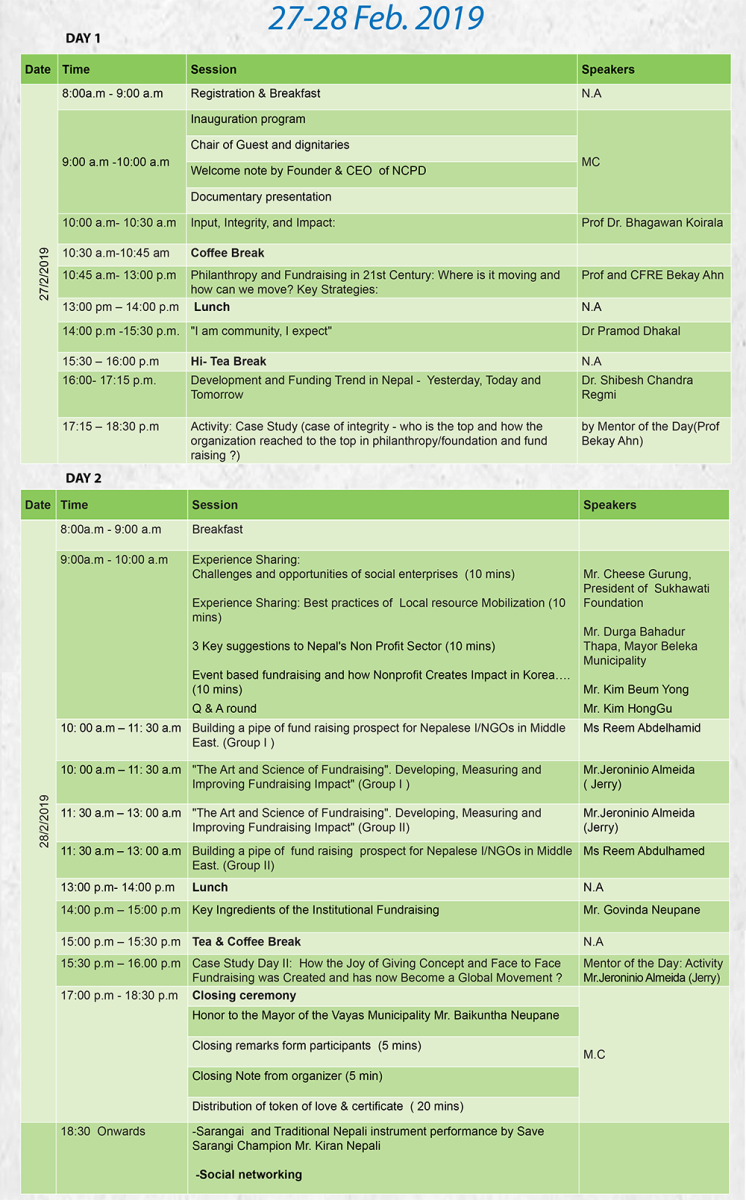 27-28 Feb. 2019
DAY 1
Date Time Session Speakers
27/2/2019
8:00a.m - 9:00 a.m Registration & Breakfast N.A
9:00 a.m -10:00 a.m
Inauguration program
Chair of Guest and dignitaries
Welcome note by Founder & CEO of NCPD
Documentary presentation
MC
10:00 a.m- 10:30 a.m Input, Integrity, and Impact: Prof Dr. Bhagawan Koirala
10:30 a.m-10:45 am Coffee Break
10:45 a.m- 13:00 p.m Philanthropy and Fundraising in 21st Century: Where is it moving and Prof and CFRE Bekay Ahn
how can we move? Key Strategies:
13:00 pm – 14:00 p.m Lunch N.A
14:00 p.m -15:30 p.m. "I am community, I expect" Dr Pramod Dhakal
15:30 – 16:00 p.m Hi- Tea Break N.A
16:00- 17:15 p.m. Development and Funding Trend in Nepal - Yesterday, Today and Dr. Shibesh Chandra
Tomorrow Regmi
17:15 – 18:30 p.m Activity: Case Study (case of integrity - who is the top and how the by Mentor of the Day(Prof
organization reached to the top in philanthropy/foundation and fund Bekay Ahn)
raising ?)
DAY 2
Date Time Session Speakers
28/2/2019
8:00a.m - 9:00 a.m Breakfast
9:00a.m - 10:00 a.m Experience Sharing:
Challenges and opportunities of social enterprises (10 mins) Mr. Cheese Gurung,
President of Sukhawati
Foundation
Experience Sharing: Best practices of Local resource Mobilization (10
mins)
Mr. Durga Bahadur
Thapa, Mayor Beleka
Municipality
3 Key suggestions to Nepal's Non Profit Sector (10 mins)
Event based fundraising and how Nonprofit Creates Impact in Korea….
(10 mins) Mr. Kim Beum Yong
Q & A round Mr. Kim HongGu
10: 00 a.m – 11: 30 a.m Building a pipe of fund raising prospect for Nepalese I/NGOs in Middle Ms Reem Abdelhamid
East. (Group I )
10: 00 a.m – 11: 30 a.m "The Art and Science of Fundraising". Developing, Measuring and Mr.Jeroninio Almeida
Improving Fundraising Impact" (Group I ) ( Jerry)
11: 30 a.m – 13: 00 a.m "The Art and Science of Fundraising". Developing, Measuring and Mr.Jeroninio Almeida
Improving Fundraising Impact" (Group II) (Jerry)
11: 30 a.m – 13: 00 a.m Building a pipe of fund raising prospect for Nepalese I/NGOs in Middle Ms Reem Abdulhamed
East. (Group II)
13:00 p.m- 14:00 p.m Lunch N.A
14:00 p.m – 15:00 p.m Key Ingredients of the Institutional Fundraising Mr. Govinda Neupane
15:00 p.m – 15:30 p.m Tea & Coffee Break N.A
15:30 p.m – 16.00 p.m Case Study Day II: How the Joy of Giving Concept and Face to Face Mentor of the Day: Activity
Fundraising was Created and has now Become a Global Movement ? Mr.Jeroninio Almeida (Jerry)
17:00 p.m - 18:30 p.m Closing ceremony
Honor to the Mayor of the Vayas Municipality Mr. Baikuntha Neupane
Closing remarks form participants (5 mins)
M.C
Closing Note from organizer (5 min)
Distribution of token of love & certificate ( 20 mins)
18:30 Onwards -Sarangai and Traditional Nepali instrument performance by Save
Sarangi Champion Mr. Kiran Nepali
-Social networking